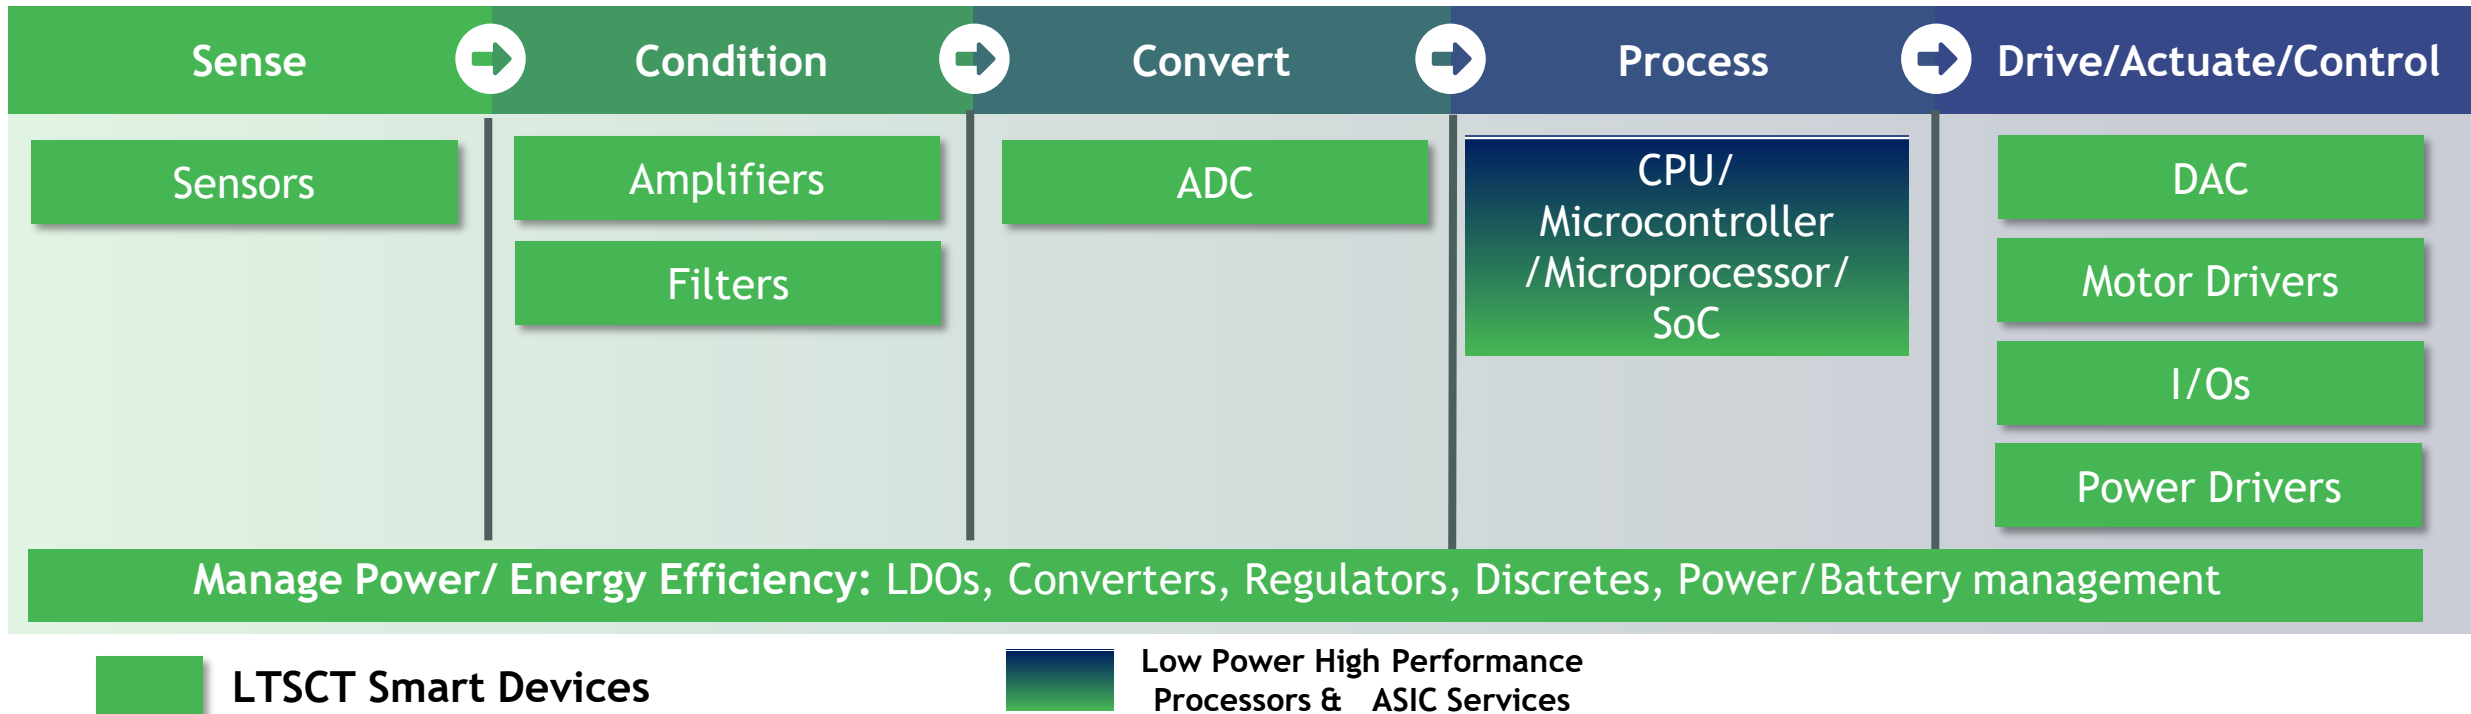 Sense
Condition
Convert
Process
Drive/Actuate/Control
Sensors
Amplifiers
Filters
ADC
CPU/
Microcontroller
/Microprocessor/
SoC
DAC
Motor Drivers
I/Os
Power Drivers
Manage Power/ Energy Efficiency: LDOs, Converters, Regulators, Discretes, Power/Battery management
LTSCT Smart Devices
Low Power High Performance
Processors & ASIC Services